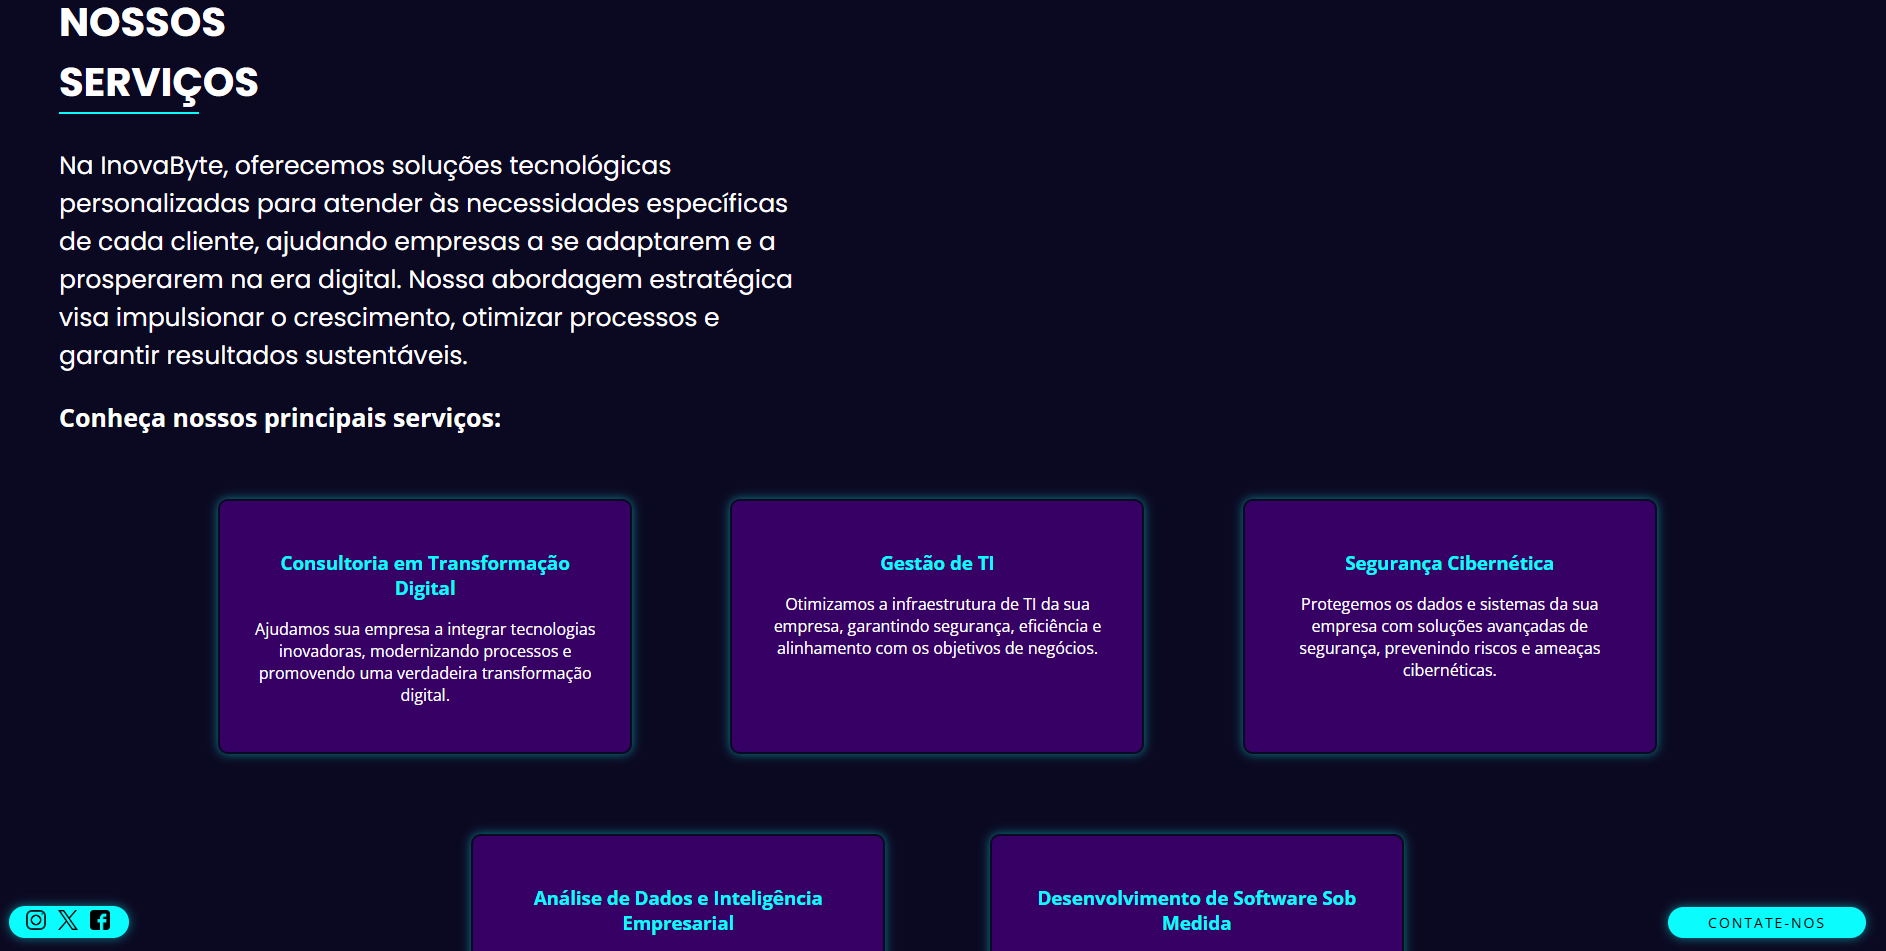 NOSSOS
SERVIÇOS
Na InovaByte, oferecemos soluções tecnológicas
personalizadas para atender às necessidades específicas
de cada cliente, ajudando empresas a se adaptarem e a
prosperarem na era digital. Nossa abordagem estratégica
visa impulsionar o crescimento, otimizar processos e
garantir resultados sustentáveis.
Conheça nossos principais serviços:
Consultoria em Transformação
Digital
Ajudamos sua empresa a integrar tecnologias
inovadoras, modernizando processos e
promovendo uma verdadeira transformação
digital.
Gestão de TI
Otimizamos a infraestrutura de TI da sua
empresa, garantindo segurança, eficiência e
alinhamento com os objetivos de negócios.
Segurança Cibernética
Protegemos os dados e sistemas da sua
empresa com soluções avançadas de
segurança, prevenindo riscos e ameaças
cibernéticas.
Análise de Dados e Inteligência
Empresarial
Desenvolvimento de Software Sob
Medida
CONTATE-NOS